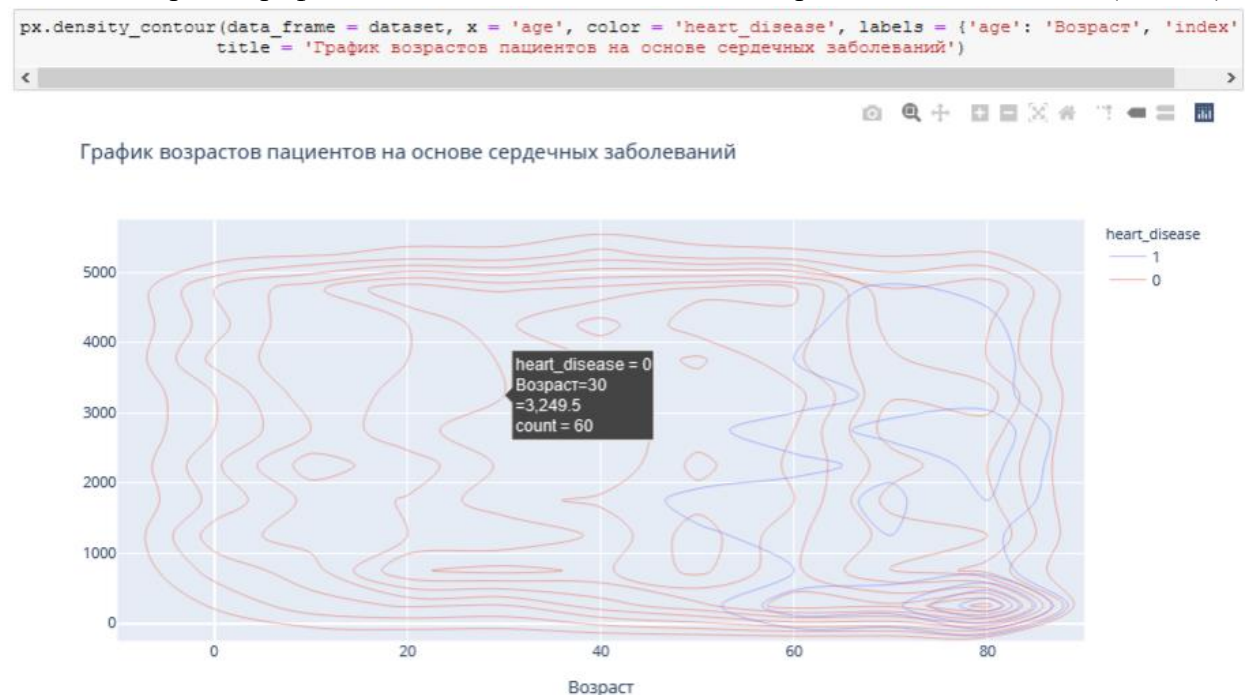 px.density_contour(data_frame = dataset, x = 'age', color = 'heart_disease', labels = {'age': 'Возраст', 'index'
title = 'График возрастов пациентов на основе сердечных заболеваний')
График возрастов пациентов на основе сердечных заболеваний
heart_disease
1
0
5000
4000
3000
2000
1000
0
heart_disease = 0
Возраст=30
=3,249.5
count = 60
0 20 40 60 80
Возраст